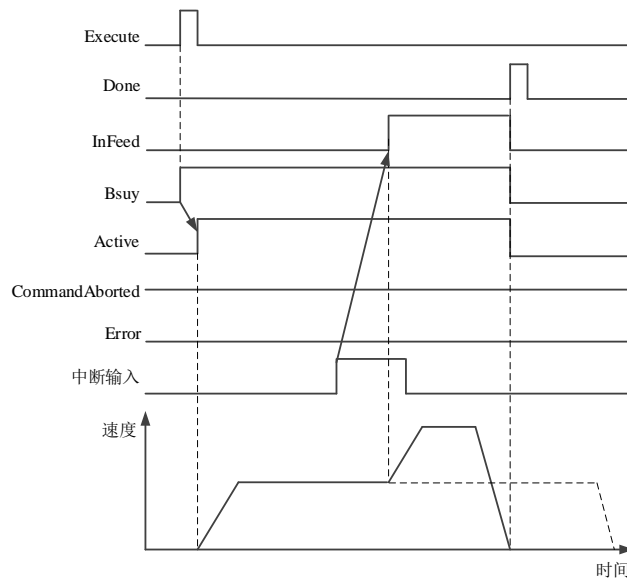 Execute
Done
InFeed
Bsuy
Active
CommandAborted
Error
中断输入
速度
时间